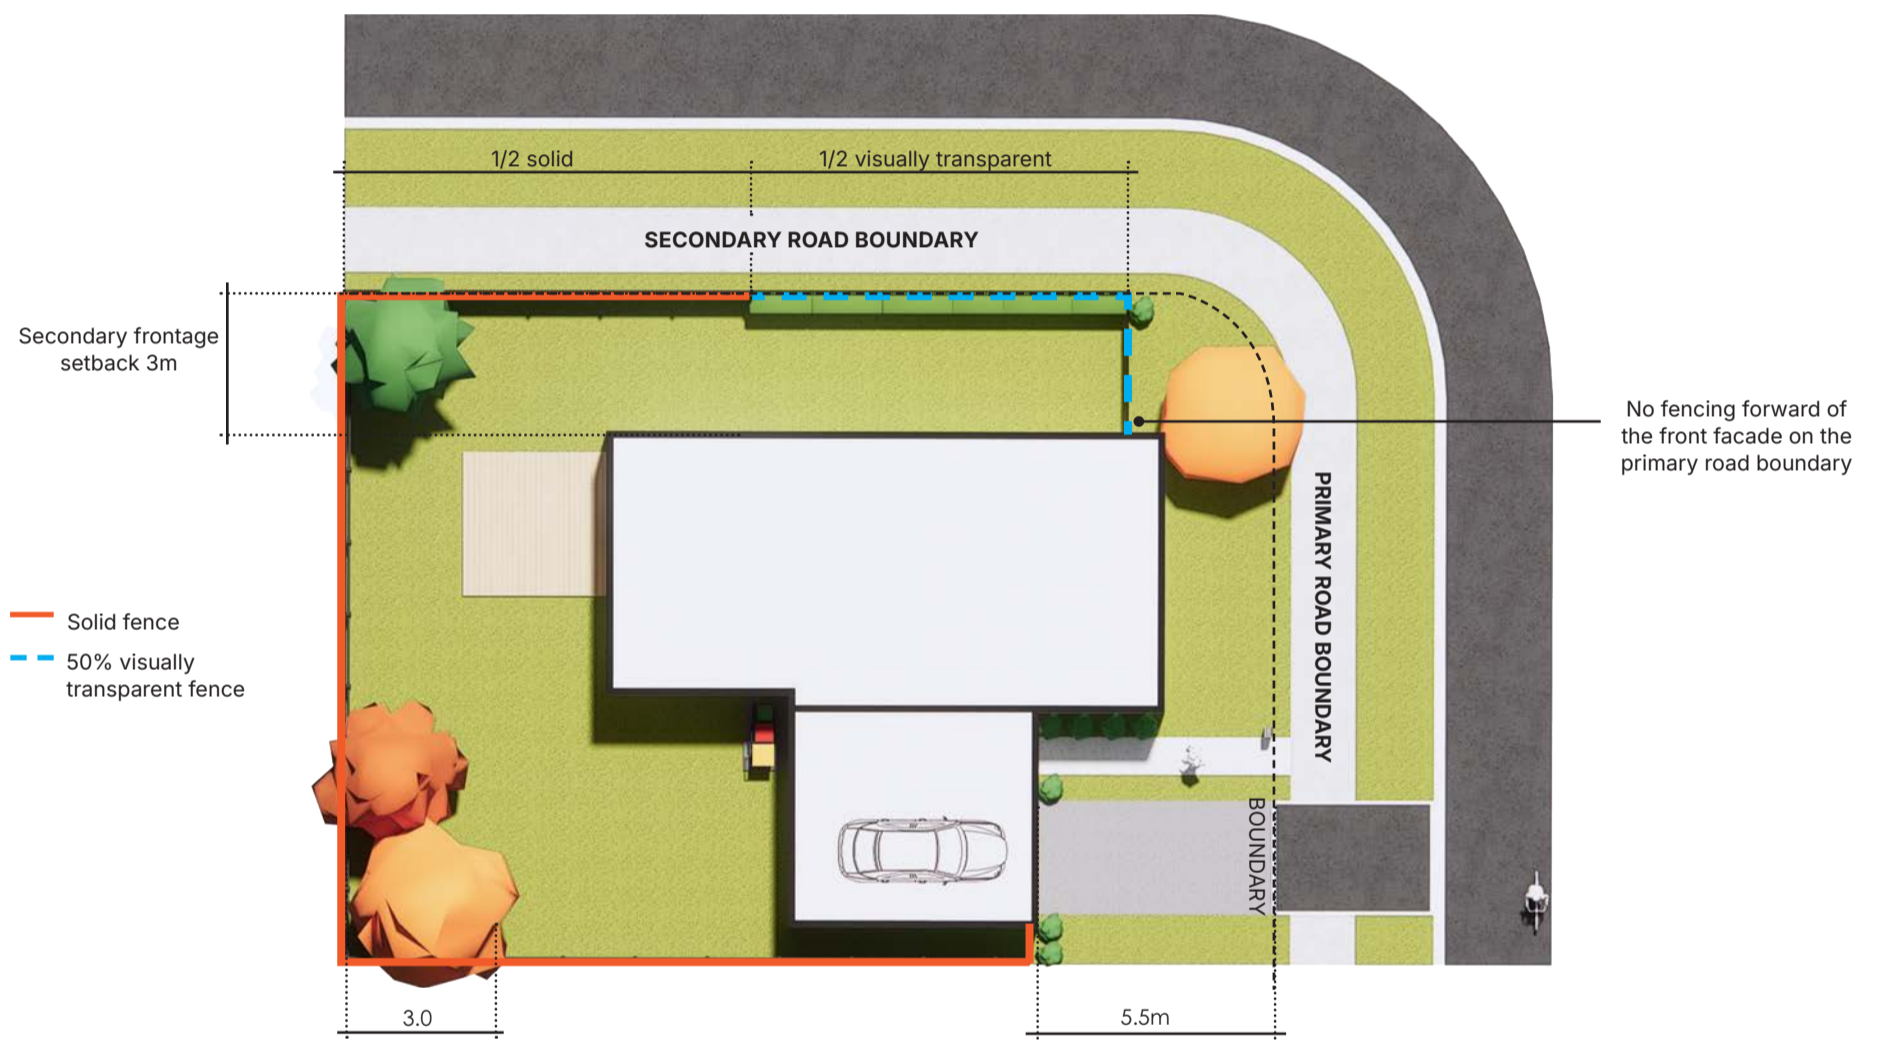 1/2 solid
1/2 visually transparent
SECONDARY ROAD BOUNDARY
Secondary frontage
setback 3m
No fencing forward of
the front facade on the
primary road boundary
PRIMARY ROAD BOUNDARY
Solid fence
50% visually
transparent fence
BOUNDARY
3.0
5.5m